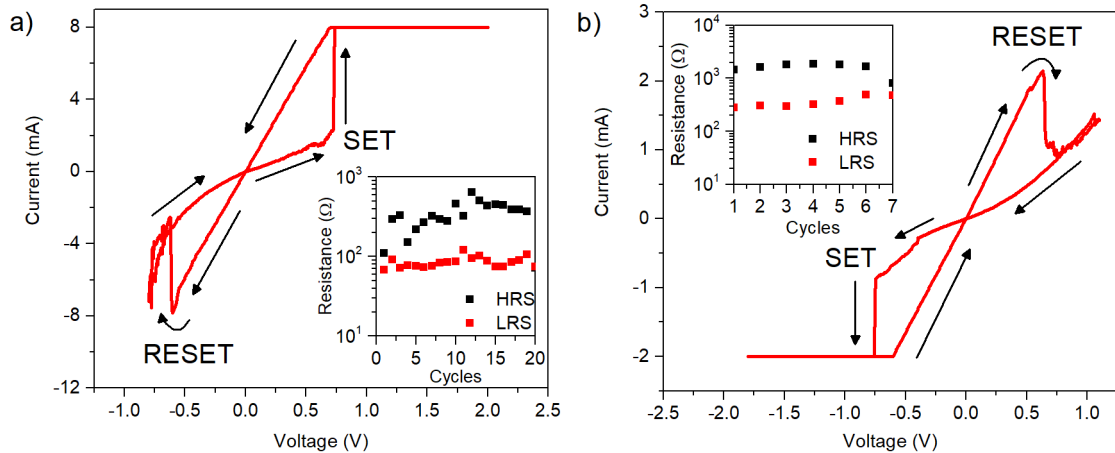 a)
8
4
0
-4
-8
-12
Current (mA)
-1.0 -0.5 0.0 0.5 1.0 1.5 2.0 2.5
Voltage (V)
SET
RESET
10³
10²
10¹
Resistance (Ω)
0 5 10 15 20
Cycles
HRS
LRS
b)
3
2
1
0
-1
-2
Current (mA)
-2.5 -2.0 -1.5 -1.0 -0.5 0.0 0.5 1.0
Voltage (V)
RESET
SET
10⁴
10³
10²
10¹
Resistance (Ω)
1 2 3 4 5 6 7
Cycles
HRS
LRS